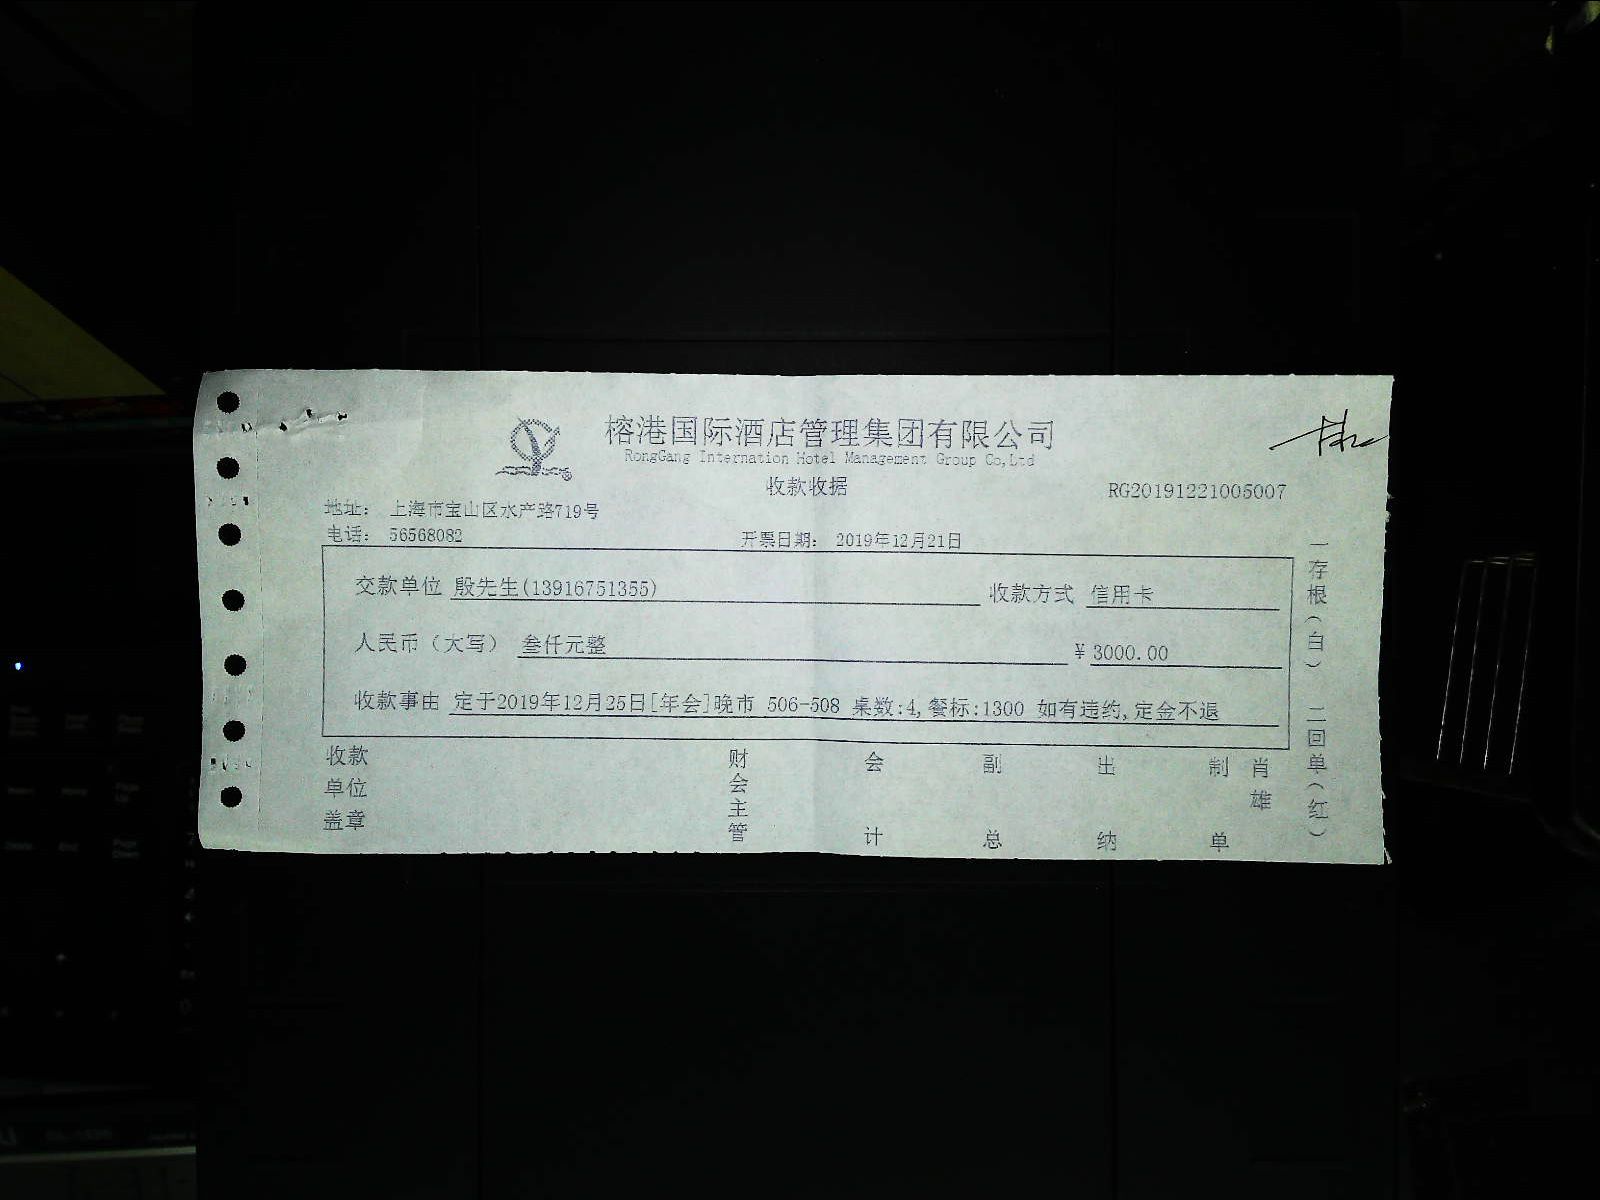 榕港国际酒店管理集团有限公司
RongGang Internation Hotel Management Group Co,Ltd
收款收据
RG20191221005007
地址： 上海市宝山区水产路719号
电话： 56568082
开票日期： 2019年12月21日
交款单位 殷先生(13916751355) 收款方式 信用卡
人民币（大写） 叁仟元整 ¥ 3000.00
收款事由 定于2019年12月25日[年会]晚市 506-508 桌数:4,餐标:1300 如有违约,定金不退
收款单位盖章 财会主管 会计 副总 出纳 制单 肖雄
一存根（白） 二回单（红）